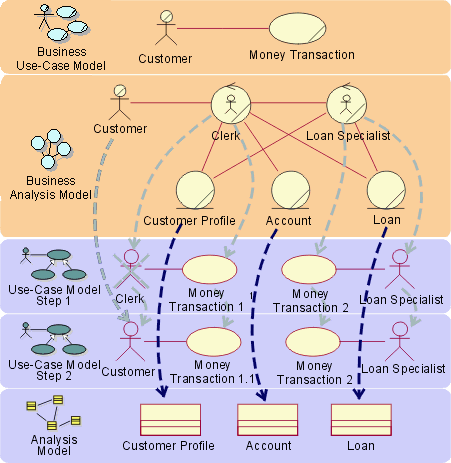 Business
Use-Case Model
Customer
Money Transaction
Customer
Clerk
Loan Specialist
Business
Analysis Model
Customer Profile
Account
Loan
Use-Case Model
Step 1
Clerk
Money
Transaction 1.1
Money
Transaction 2
Loan Specialist
Use-Case Model
Step 2
Customer
Money
Transaction 1.1
Money
Transaction 2
Loan Specialist
Analysis
Model
Customer Profile
Account
Loan